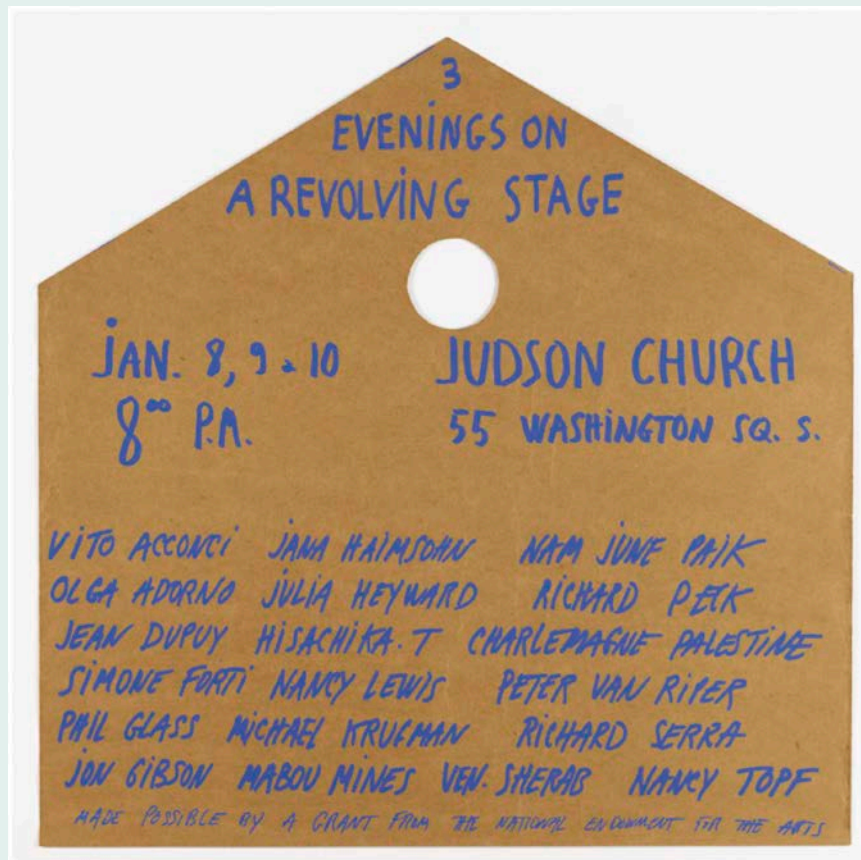 3
EVENiNGS ON
A REVOLViNG STAGE
jAN. 8, 9 & 10
8⁰⁰ P.M.
JUDSON CHURCH
55 WASHiNGTON SQ. S.
ViTO ACCONCi jANA HAiMSOHN NAM JUNE PAiK
OLGA ADORNO jULiA HEYWARD RiCHARD PECK
JEAN DUPUY HiSACHiKA.T CHARLEMAGNE PALESTiNE
SiMONE FORTi NANCY LEWiS PETER VAN RiPER
PHiL GLASS MiCHAEL KRUGMAN RiCHARD SERRA
JON GiBSON MABOU MiNES VEN. SHERAB NANCY TOPF
MADE POSSiBLE BY A GRANT FROM THE NATiONAL ENDOWMENT FOR THE ARTS